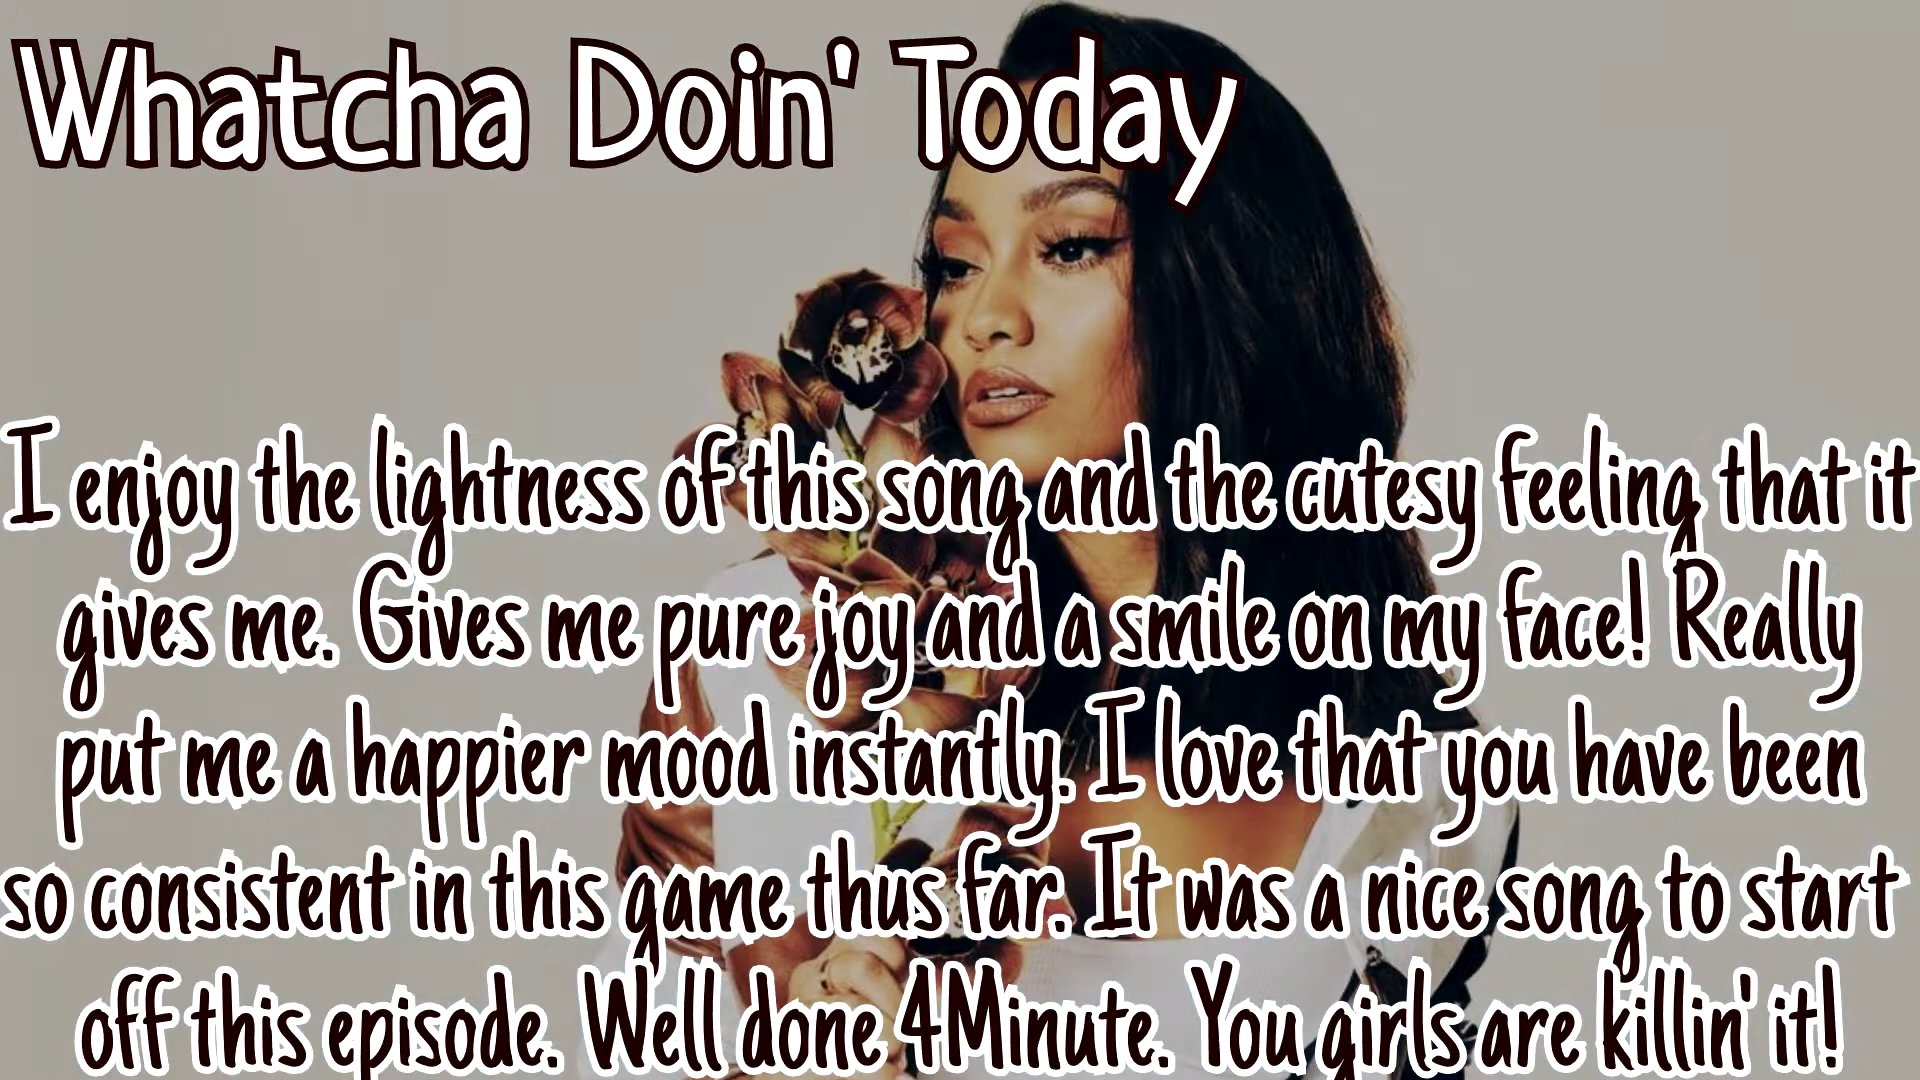 Whatcha Doin' Today
I enjoy the lightness of this song and the cutesy feeling that it
gives me. Gives me pure joy and a smile on my face! Really
put me a happier mood instantly. I love that you have been
so consistent in this game thus far. It was a nice song to start
off this episode. Well done 4Minute. You girls are killin' it!